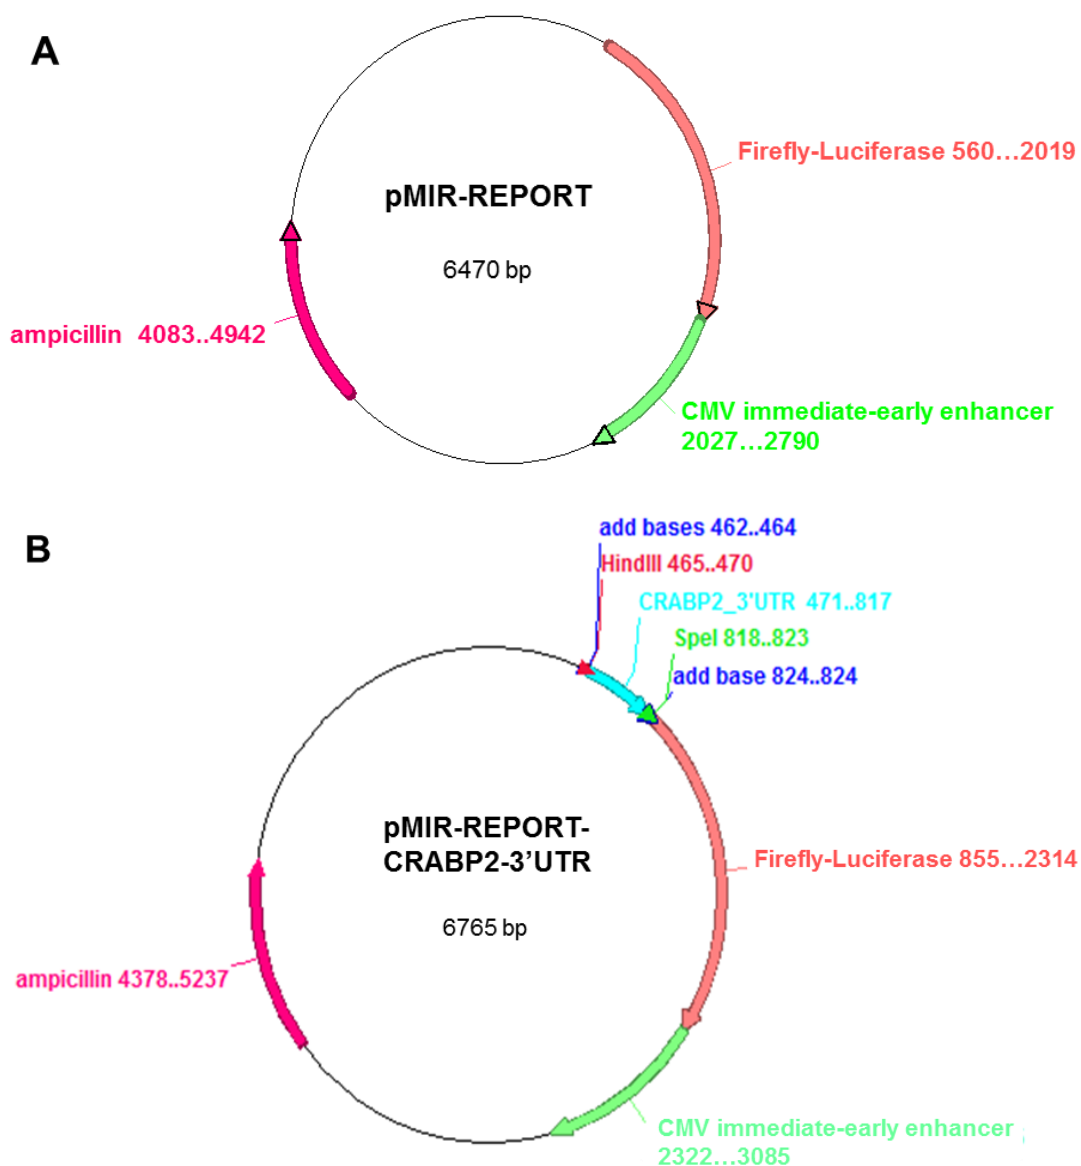 A
Firefly-Luciferase 560…2019
pMIR-REPORT
6470 bp
ampicillin 4083..4942
CMV immediate-early enhancer
2027…2790
B
add bases 462..464
HindIII 465..470
CRABP2_3'UTR 471..817
SpeI 818..823
add base 824..824
pMIR-REPORT-
CRABP2-3’UTR
Firefly-Luciferase 855…2314
6765 bp
ampicillin 4378..5237
CMV immediate-early enhancer
2322…3085